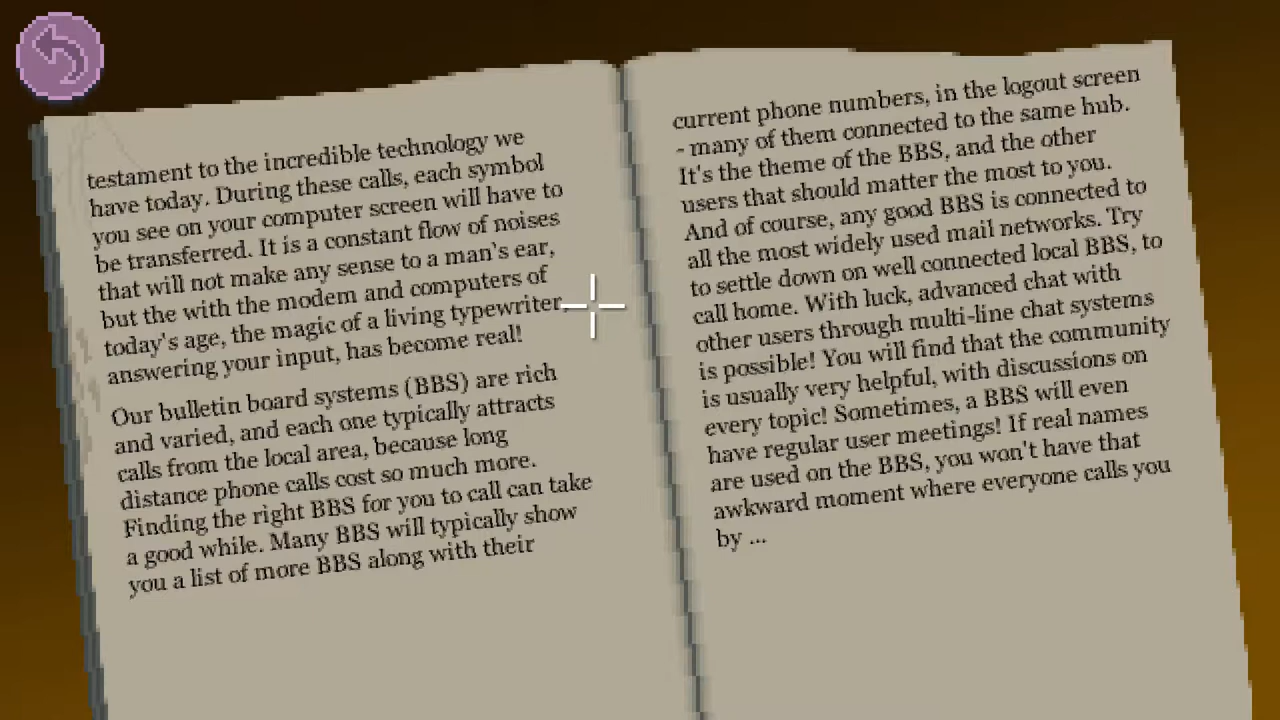 testament to the incredible technology we
have today. During these calls, each symbol
you see on your computer screen will have to
be transferred. It is a constant flow of noises
that will not make any sense to a man's ear,
but the with the modem and computers of
today's age, the magic of a living typewriter,
answering your input, has become real!
Our bulletin board systems (BBS) are rich
and varied, and each one typically attracts
calls from the local area, because long
distance phone calls cost so much more.
Finding the right BBS for you to call can take
a good while. Many BBS will typically show
you a list of more BBS along with their
current phone numbers, in the logout screen
- many of them connected to the same hub.
It's the theme of the BBS, and the other
users that should matter the most to you.
And of course, any good BBS is connected to
all the most widely used mail networks. Try
to settle down on well connected local BBS, to
call home. With luck, advanced chat with
other users through multi-line chat systems
is possible! You will find that the community
is usually very helpful, with discussions on
every topic! Sometimes, a BBS will even
have regular user meetings! If real names
are used on the BBS, you won't have that
awkward moment where everyone calls you
by ...